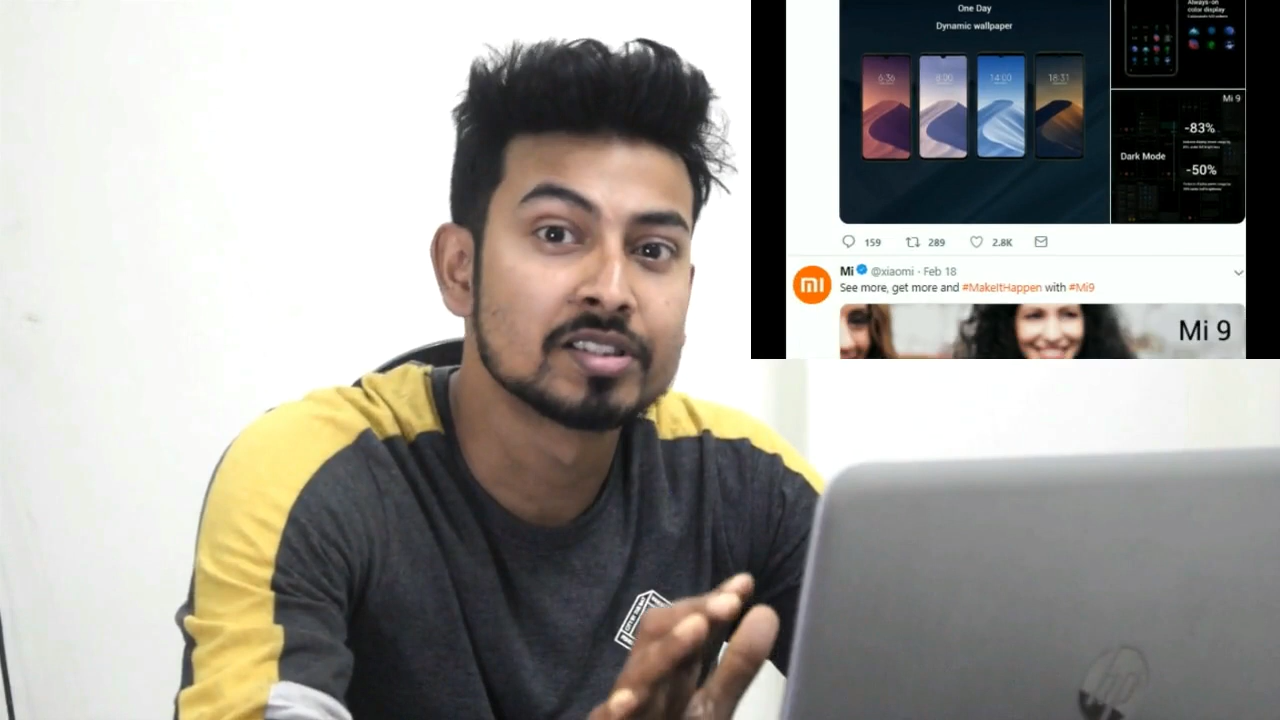 One Day
Dynamic wallpaper
6:36
8:00
14:00
18:31
Always-on
color display
Mi 9
-83%
Dark Mode
-50%
159
289
2.8K
Mi @xiaomi · Feb 18
See more, get more and #MakeItHappen with #Mi9
Mi 9
hp